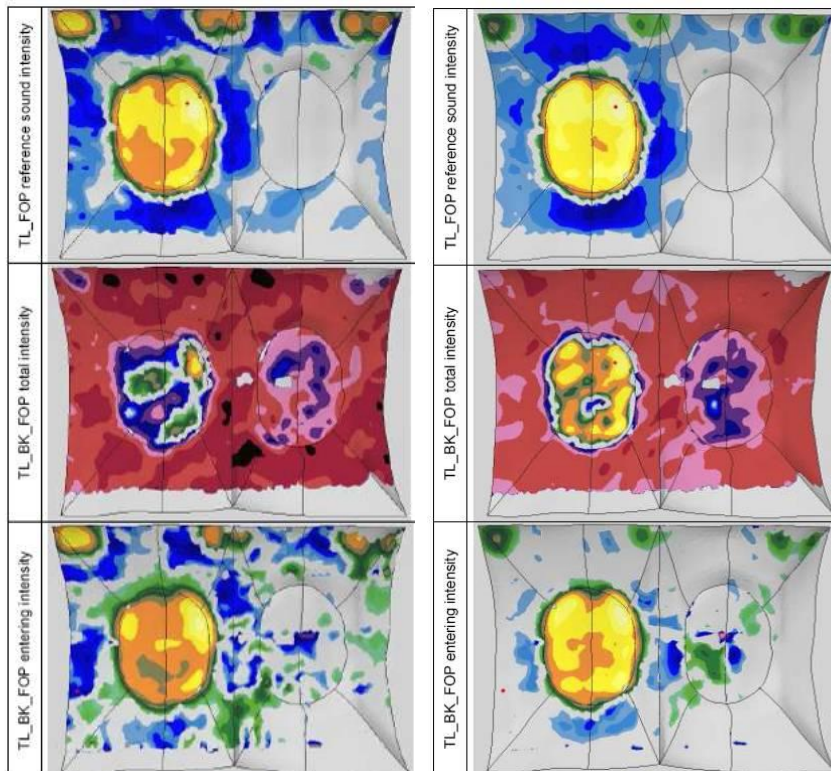 TL_FOP reference sound intensity
TL_FOP reference sound intensity
TL_BK_FOP total intensity
TL_BK_FOP total intensity
TL_BK_FOP entering intensity
TL_BK_FOP entering intensity